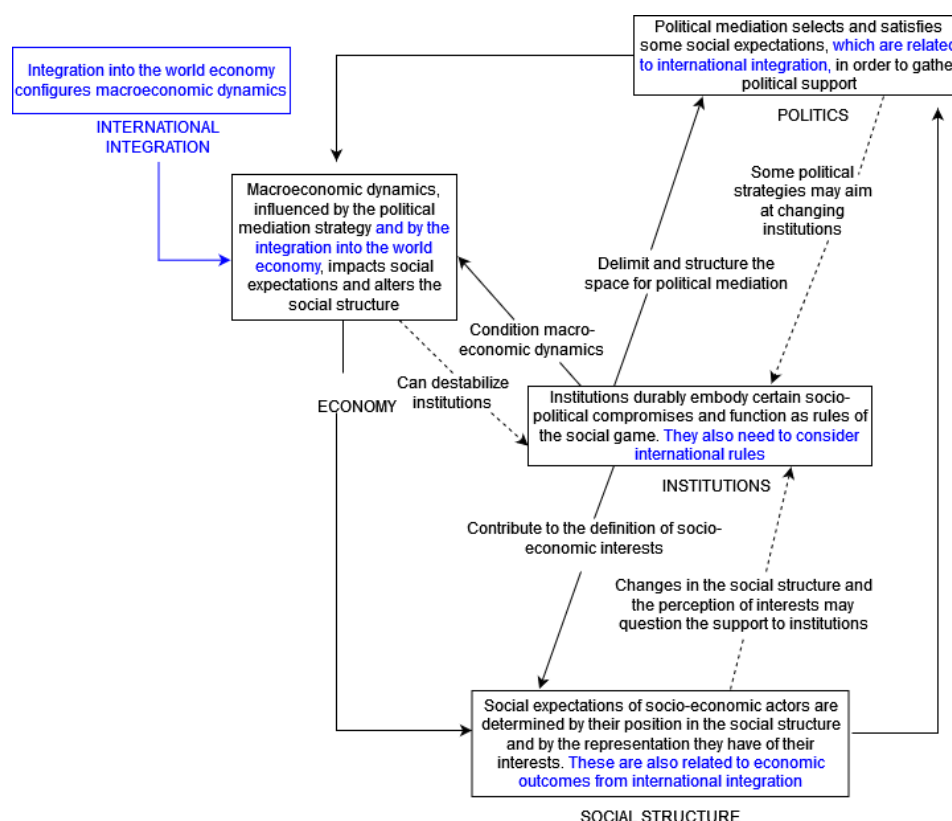 Political mediation selects and satisfies
some social expectations, which are related
to international integration, in order to gather
political support
POLITICS
Integration into the world economy
configures macroeconomic dynamics
INTERNATIONAL
INTEGRATION
Some political
strategies may aim
at changing
institutions
Macroeconomic dynamics,
influenced by the political
mediation strategy and by the
integration into the world
economy, impacts social
expectations and alters the
social structure
Delimit and structure the
space for political mediation
Condition macro-
economic dynamics
Can destabilize
institutions
ECONOMY
Institutions durably embody certain socio-
political compromises and function as rules of
the social game. They also need to consider
international rules
INSTITUTIONS
Contribute to the definition of socio-
economic interests
Changes in the social structure and
the perception of interests may
question the support to institutions
Social expectations of socio-economic actors are
determined by their position in the social structure
and by the representation they have of their
interests. These are also related to economic
outcomes from international integration
SOCIAL STRUCTURE